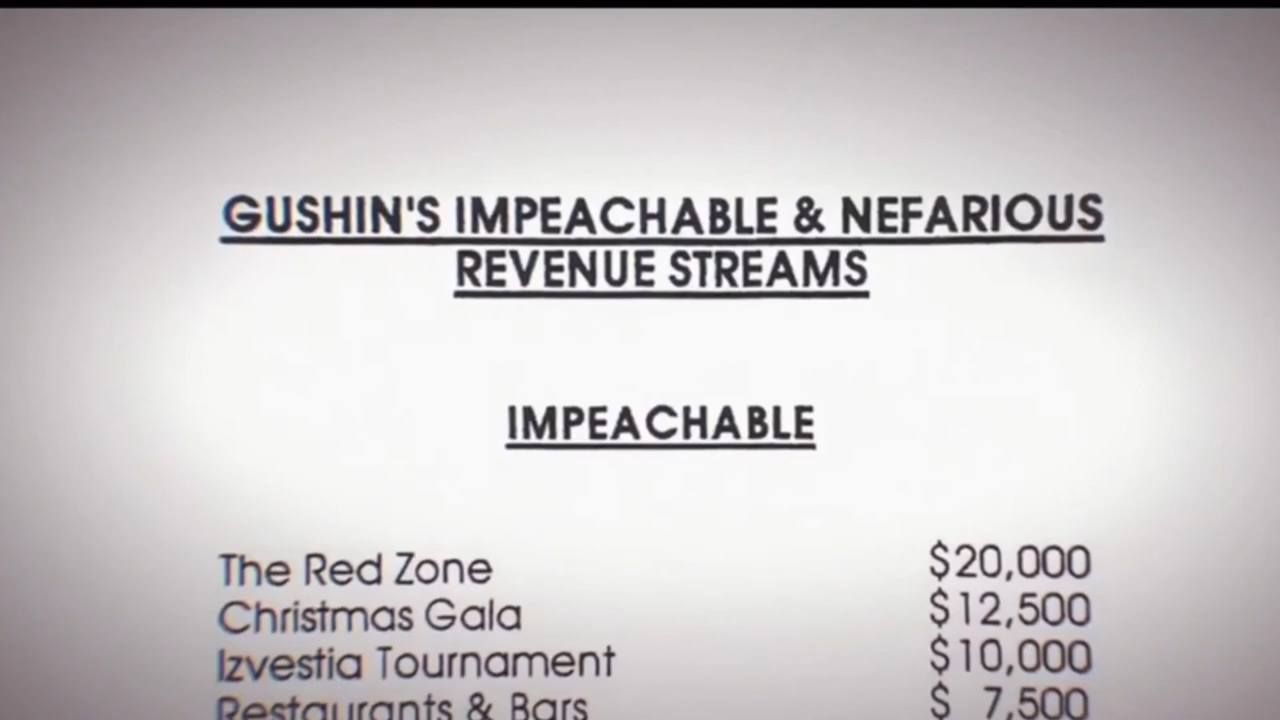 GUSHIN'S IMPEACHABLE & NEFARIOUS
REVENUE STREAMS
IMPEACHABLE
The Red Zone $20,000
Christmas Gala $12,500
Izvestia Tournament $10,000
Restaurants & Bars $ 7,500